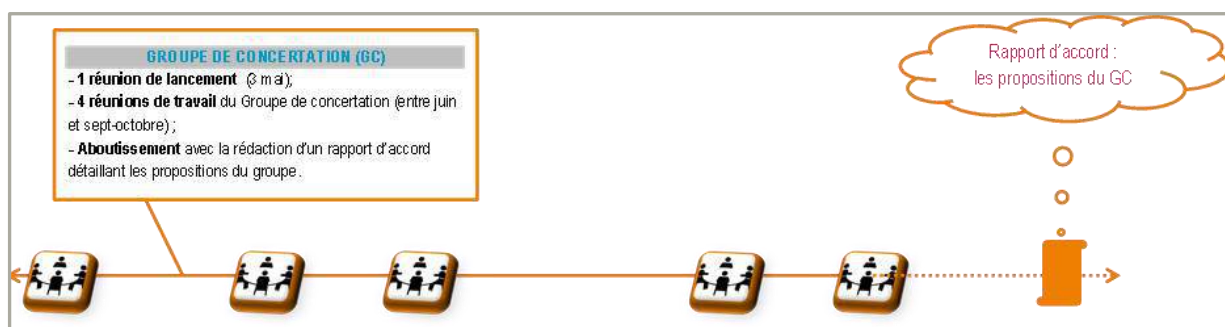 GROUPE DE CONCERTATION (GC)
- 1 réunion de lancement (3 mai);
- 4 réunions de travail du Groupe de concertation (entre juin
et sept-octobre) ;
- Aboutissement avec la rédaction d'un rapport d'accord
détaillant les propositions du groupe.
Rapport d'accord :
les propositions du GC